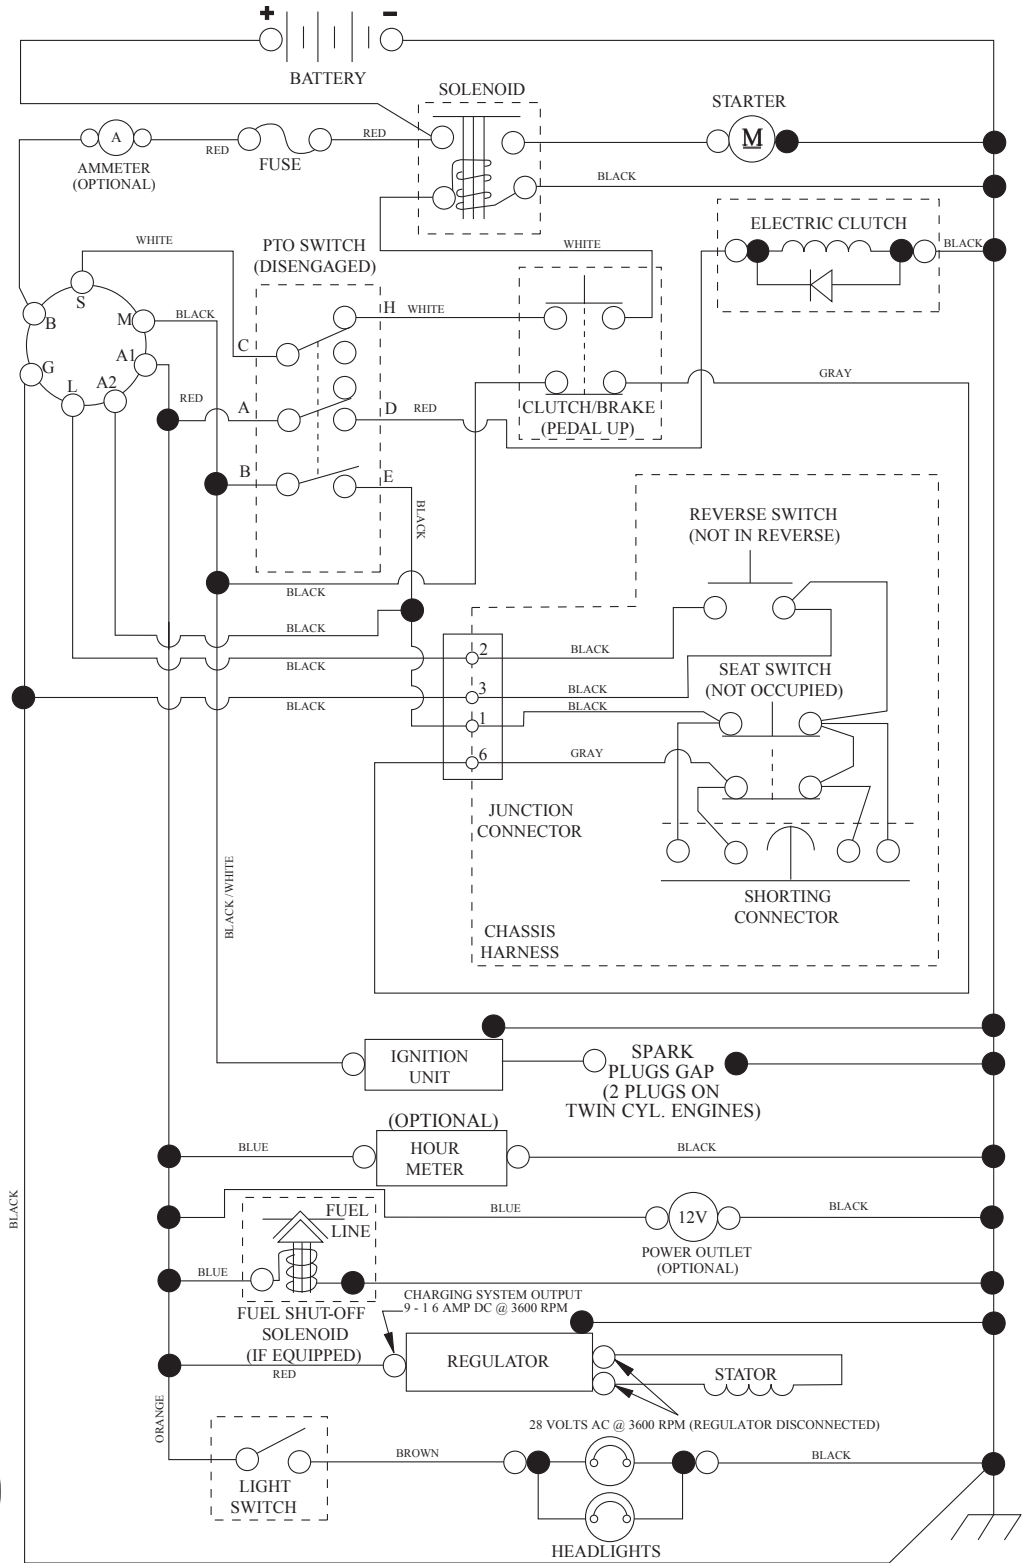 +
-
BATTERY
SOLENOID
STARTER
A
RED
FUSE
RED
M
AMMETER
(OPTIONAL)
BLACK
ELECTRIC CLUTCH
BLACK
WHITE
PTO SWITCH
(DISENGAGED)
WHITE
S
B
M
BLACK
H
WHITE
C
G
A1
L
A2
GRAY
RED
A
D
RED
CLUTCH/BRAKE
(PEDAL UP)
B
E
BLACK
REVERSE SWITCH
(NOT IN REVERSE)
BLACK
BLACK
BLACK
2
BLACK
SEAT SWITCH
(NOT OCCUPIED)
BLACK
3
BLACK
BLACK
1
6
GRAY
JUNCTION
CONNECTOR
SHORTING
CONNECTOR
BLACK /WHITE
CHASSIS
HARNESS
IGNITION
UNIT
SPARK
PLUGS GAP
(2 PLUGS ON
TWIN CYL. ENGINES)
(OPTIONAL)
BLUE
HOUR
METER
BLACK
BLACK
FUEL
LINE
BLUE
12V
BLACK
POWER OUTLET
(OPTIONAL)
BLUE
CHARGING SYSTEM OUTPUT
9 - 1 6 AMP DC @ 3600 RPM
FUEL SHUT-OFF
SOLENOID
(IF EQUIPPED)
RED
REGULATOR
STATOR
ORANGE
28 VOLTS AC @ 3600 RPM (REGULATOR DISCONNECTED)
BROWN
BLACK
LIGHT
SWITCH
HEADLIGHTS